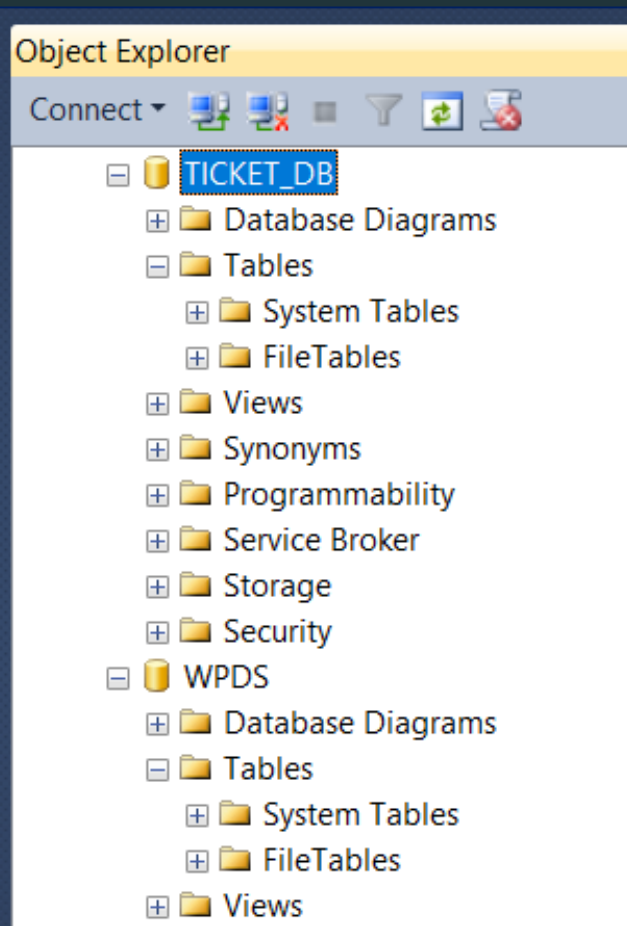 Object Explorer
Connect
TICKET_DB
Database Diagrams
Tables
System Tables
FileTables
Views
Synonyms
Programmability
Service Broker
Storage
Security
WPDS
Database Diagrams
Tables
System Tables
FileTables
Views